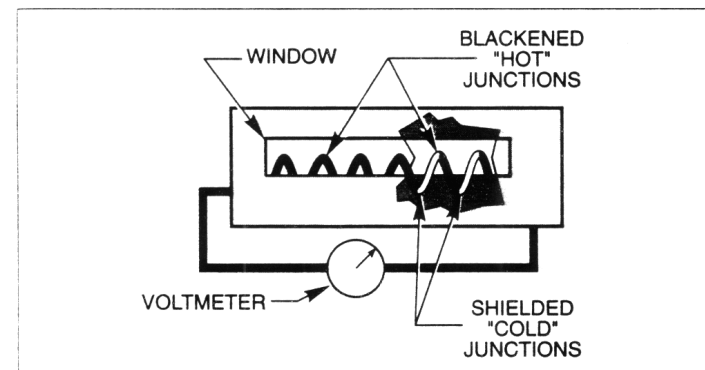 WINDOW
BLACKENED
"HOT"
JUNCTIONS
VOLTMETER
SHIELDED
"COLD"
JUNCTIONS